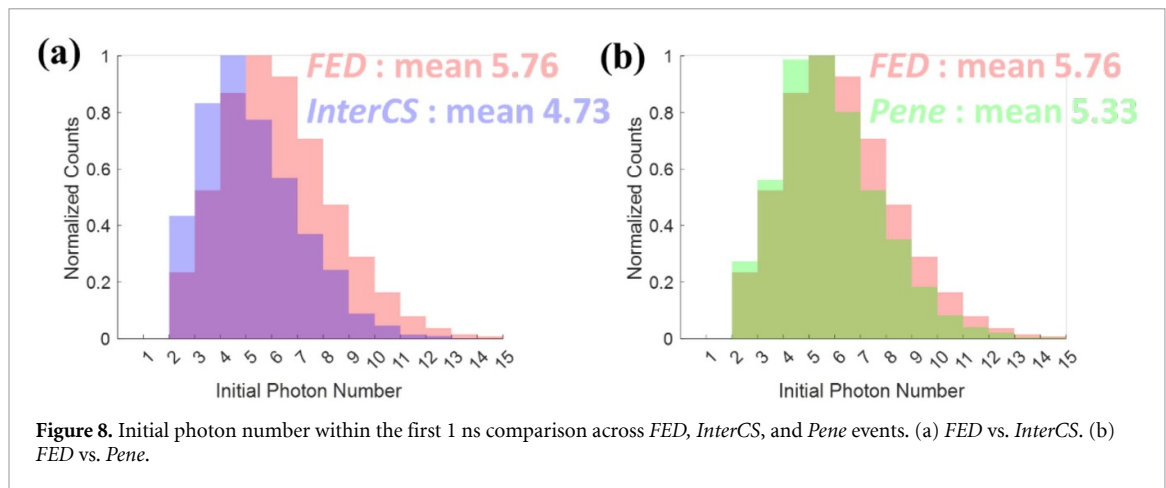 (a)
FED : mean 5.76
InterCS : mean 4.73
Normalized Counts
1
0.8
0.6
0.4
0.2
0
1 2 3 4 5 6 7 8 9 10 11 12 13 14 15
Initial Photon Number
(b)
FED : mean 5.76
Pene : mean 5.33
Normalized Counts
1
0.8
0.6
0.4
0.2
0
1 2 3 4 5 6 7 8 9 10 11 12 13 14 15
Initial Photon Number
Figure 8. Initial photon number within the first 1 ns comparison across FED, InterCS, and Pene events. (a) FED vs. InterCS. (b)
FED vs. Pene.